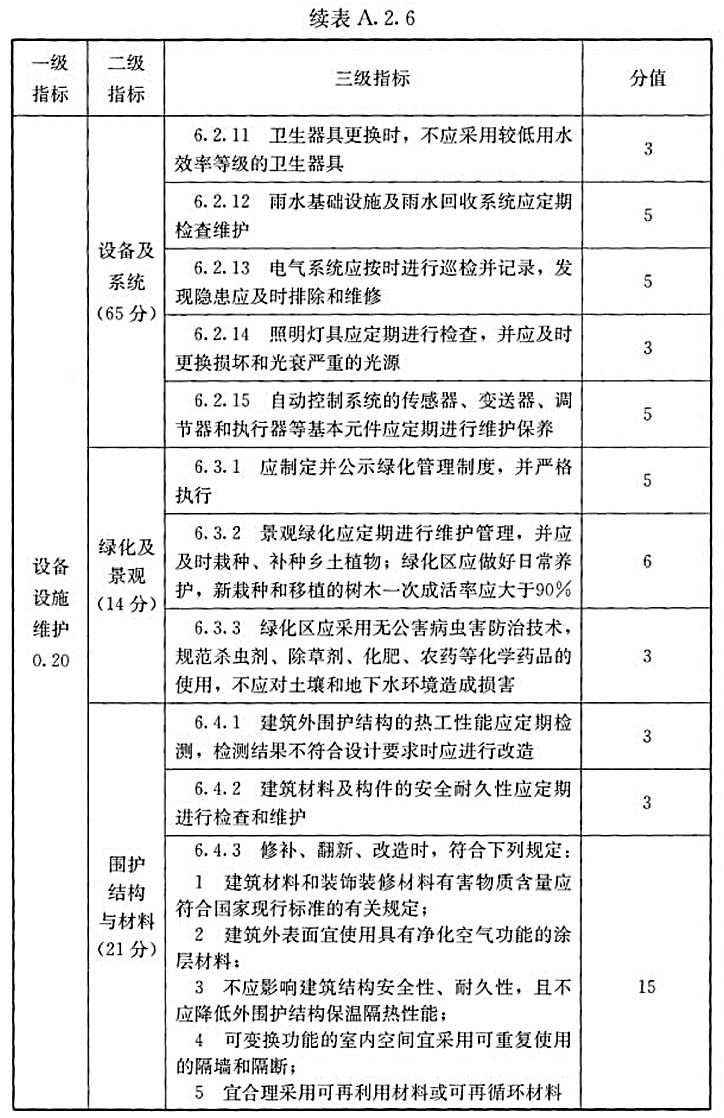 续表 A.2.6
一级
指标
二级
指标
三级指标
分值
设备
设施
维护
0.20
设备及
系统
(65 分)
6.2.11 卫生器具更换时，不应采用较低用水
效率等级的卫生器具
3
6.2.12 雨水基础设施及雨水回收系统应定期
检查维护
5
6.2.13 电气系统应按时进行巡检并记录，发
现隐患应及时排除和维修
5
6.2.14 照明灯具应定期进行检查，并应及时
更换损坏和光衰严重的光源
3
6.2.15 自动控制系统的传感器、变送器、调
节器和执行器等基本元件应定期进行维护保养
5
绿化及
景观
(14 分)
6.3.1 应制定并公示绿化管理制度，并严格
执行
5
6.3.2 景观绿化应定期进行维护管理，并应
及时栽种、补种乡土植物；绿化区应做好日常养
护，新栽种和移植的树木一次成活率应大于90%
6
6.3.3 绿化区应采用无公害病虫害防治技术，
规范杀虫剂、除草剂、化肥、农药等化学药品的
使用，不应对土壤和地下水环境造成损害
3
围护
结构
与材料
(21 分)
6.4.1 建筑外围护结构的热工性能应定期检
测，检测结果不符合设计要求时应进行改造
3
6.4.2 建筑材料及构件的安全耐久性应定期
进行检查和维护
3
6.4.3 修补、翻新、改造时，符合下列规定：
1 建筑材料和装饰装修材料有害物质含量应
符合国家现行标准的有关规定；
2 建筑外表面宜使用具有净化空气功能的涂
层材料；
3 不应影响建筑结构安全性、耐久性，且不
应降低外围护结构保温隔热性能；
4 可变换功能的室内空间宜采用可重复使用
的隔墙和隔断；
5 宜合理采用可再利用材料或可再循环材料
15